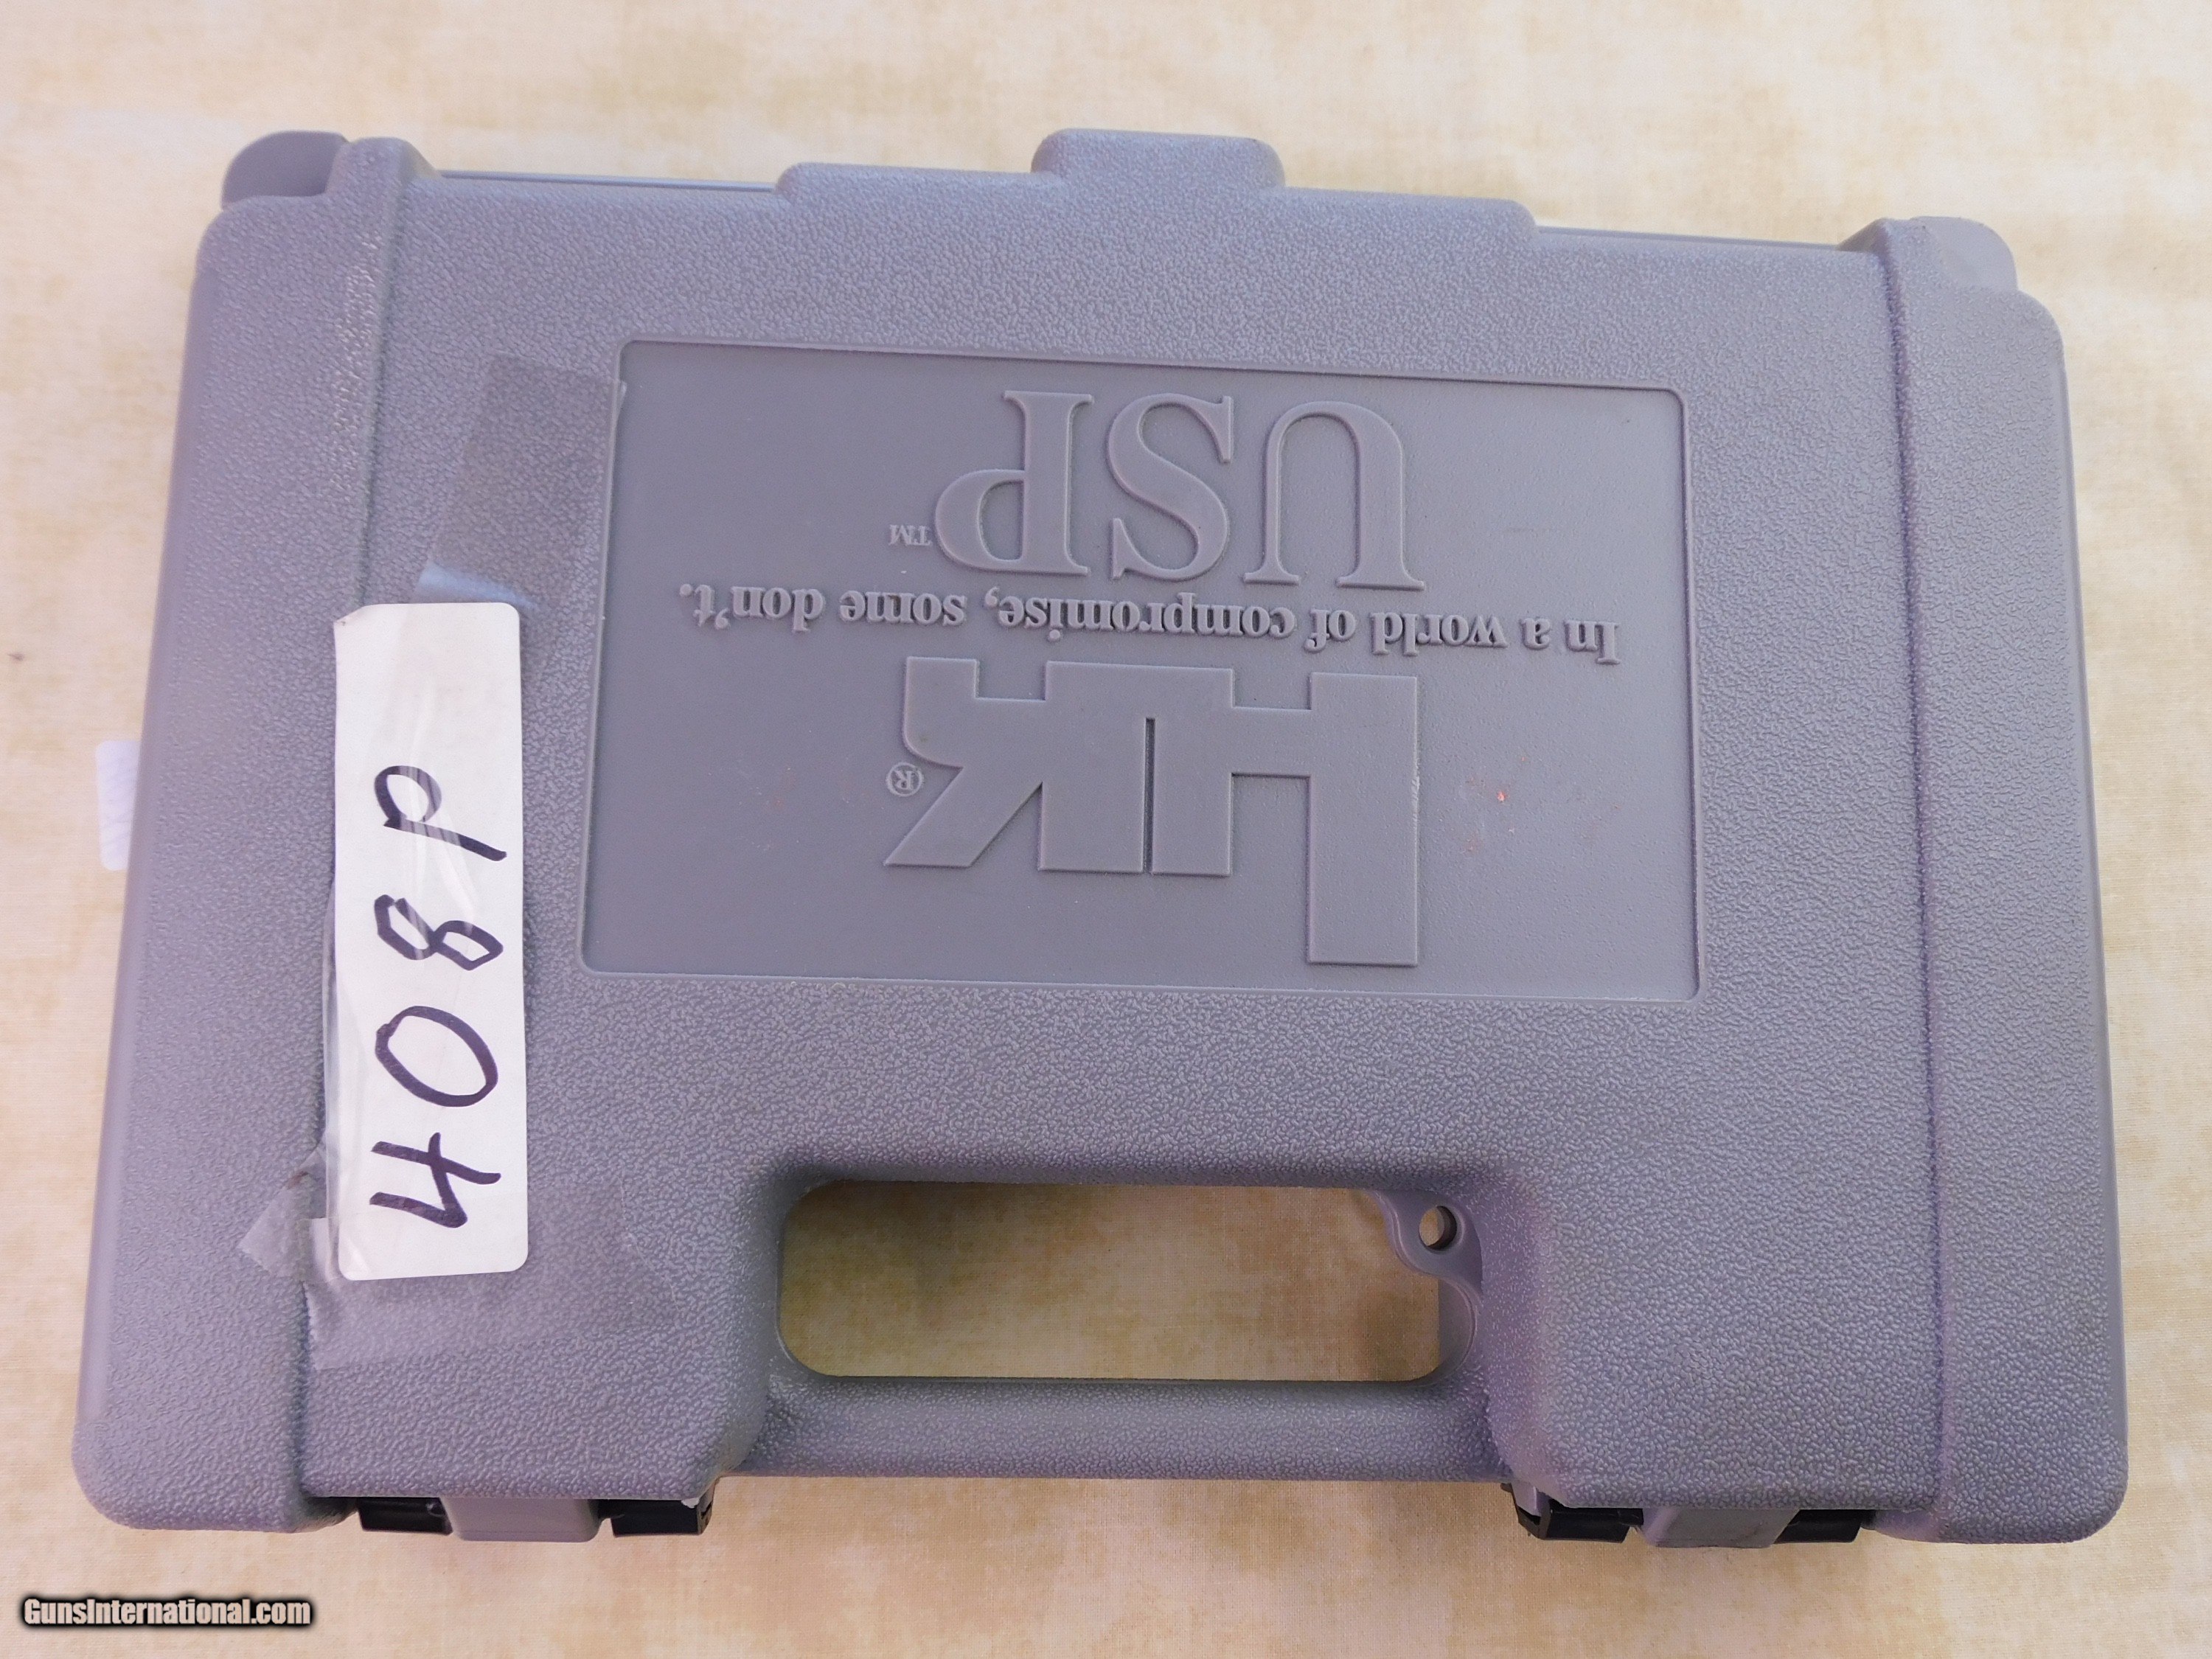 HK®
In a world of compromise, some don't.
USP™
408P
GunsInternational.com